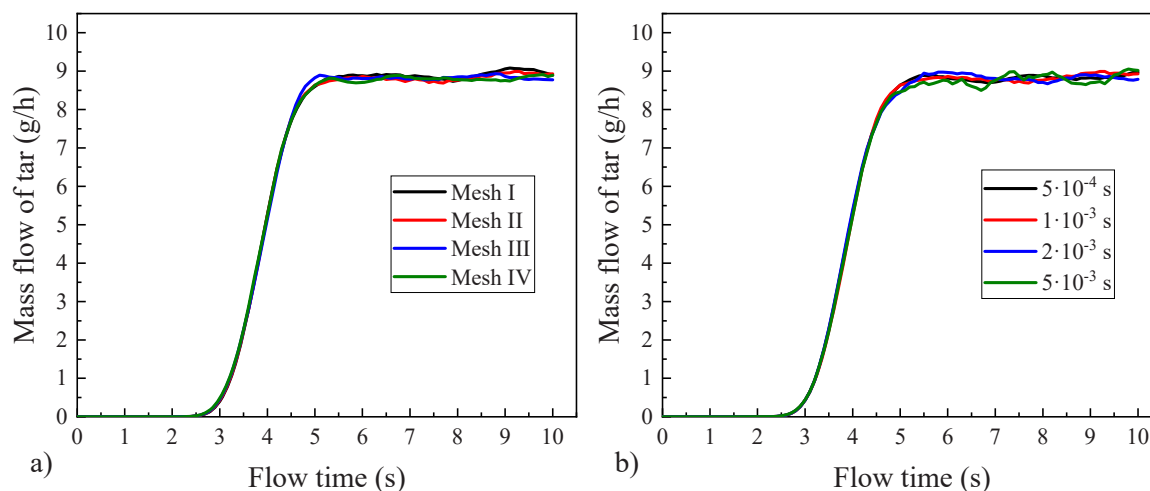 10
9
8
7
6
5
4
3
2
1
0
Mass flow of tar (g/h)
Mesh I
Mesh II
Mesh III
Mesh IV
0 1 2 3 4 5 6 7 8 9 10
a)
Flow time (s)
10
9
8
7
6
5
4
3
2
1
0
Mass flow of tar (g/h)
5·10⁻⁴ s
1·10⁻³ s
2·10⁻³ s
5·10⁻³ s
0 1 2 3 4 5 6 7 8 9 10
b)
Flow time (s)